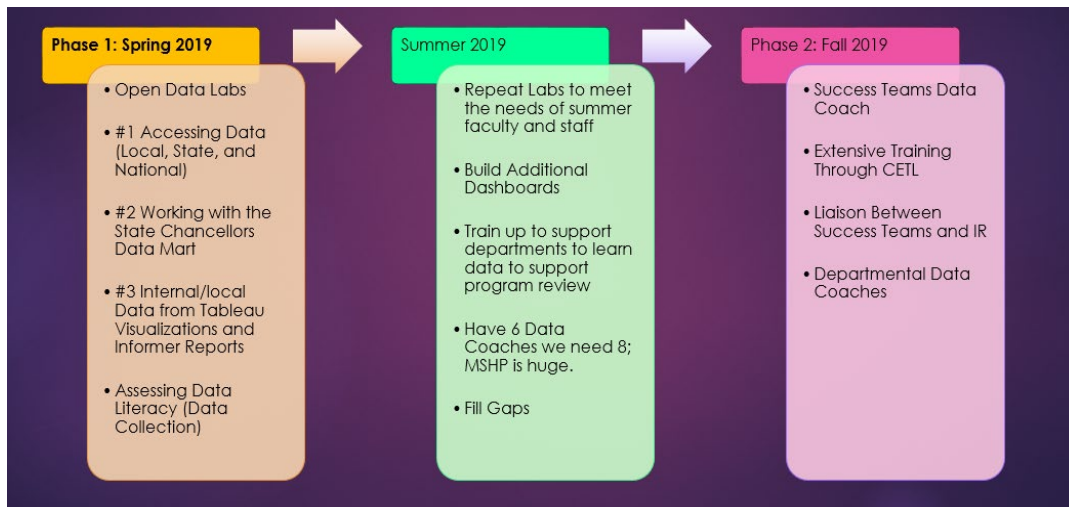 Phase 1: Spring 2019
• Open Data Labs
• #1 Accessing Data
(Local, State, and
National)
• #2 Working with the
State Chancellors
Data Mart
• #3 Internal/local
Data from Tableau
Visualizations and
Informer Reports
• Assessing Data
Literacy (Data
Collection)
Summer 2019
• Repeat Labs to meet
the needs of summer
faculty and staff
• Build Additional
Dashboards
• Train up to support
departments to learn
data to support
program review
• Have 6 Data
Coaches we need 8;
MSHP is huge.
• Fill Gaps
Phase 2: Fall 2019
• Success Teams Data
Coach
• Extensive Training
Through CETL
• Liaison Between
Success Teams and IR
• Departmental Data
Coaches